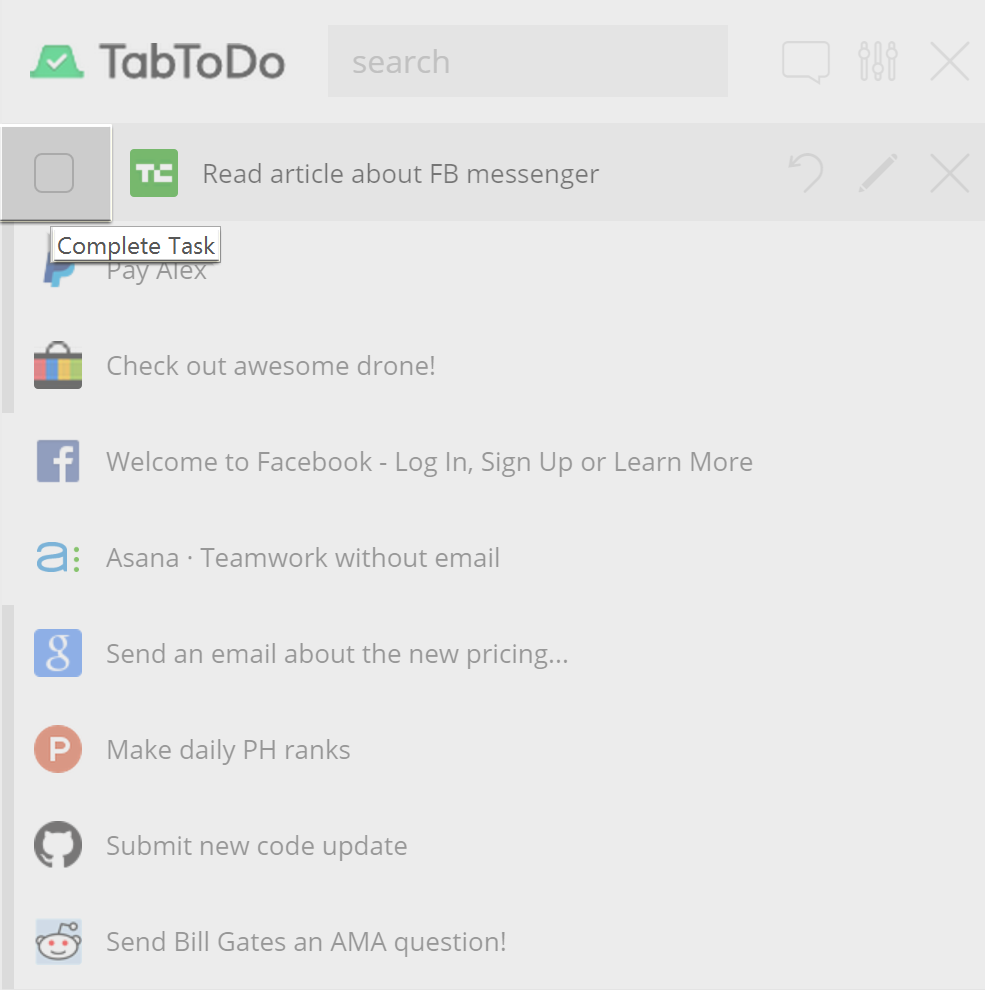 TabToDo
search
TC
Read article about FB messenger
Complete Task
Pay Alex
Check out awesome drone!
f
Welcome to Facebook - Log In, Sign Up or Learn More
a:
Asana · Teamwork without email
g
Send an email about the new pricing...
P
Make daily PH ranks
Submit new code update
Send Bill Gates an AMA question!